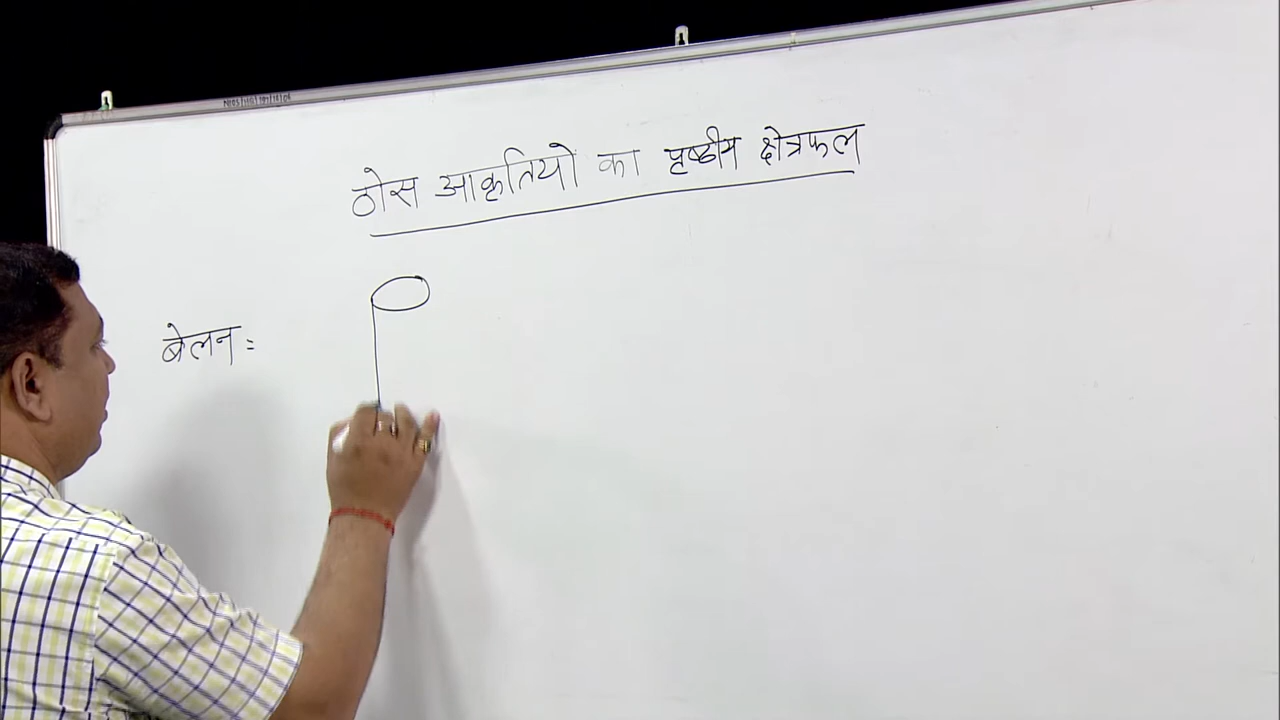 ठोस आकृतियों का पृष्ठीय क्षेत्रफल
बेलन :